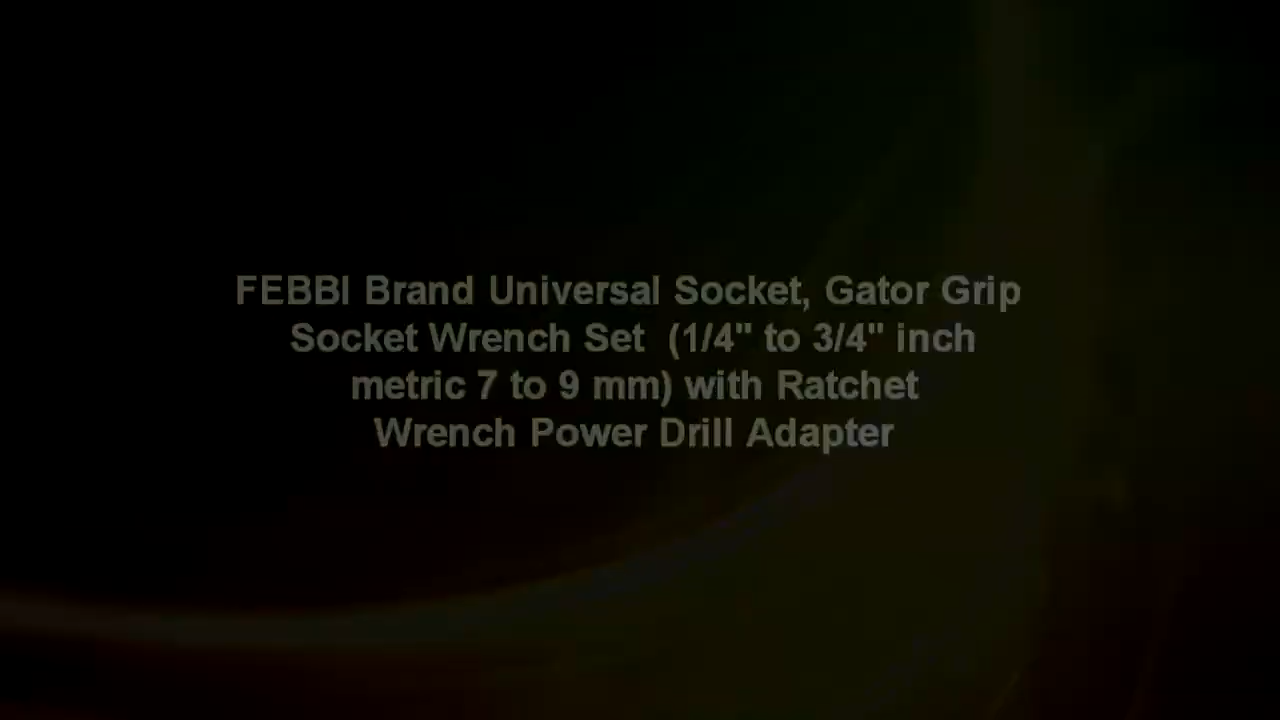 FEBBI Brand Universal Socket, Gator Grip
Socket Wrench Set  (1/4" to 3/4" inch
metric 7 to 9 mm) with Ratchet
Wrench Power Drill Adapter